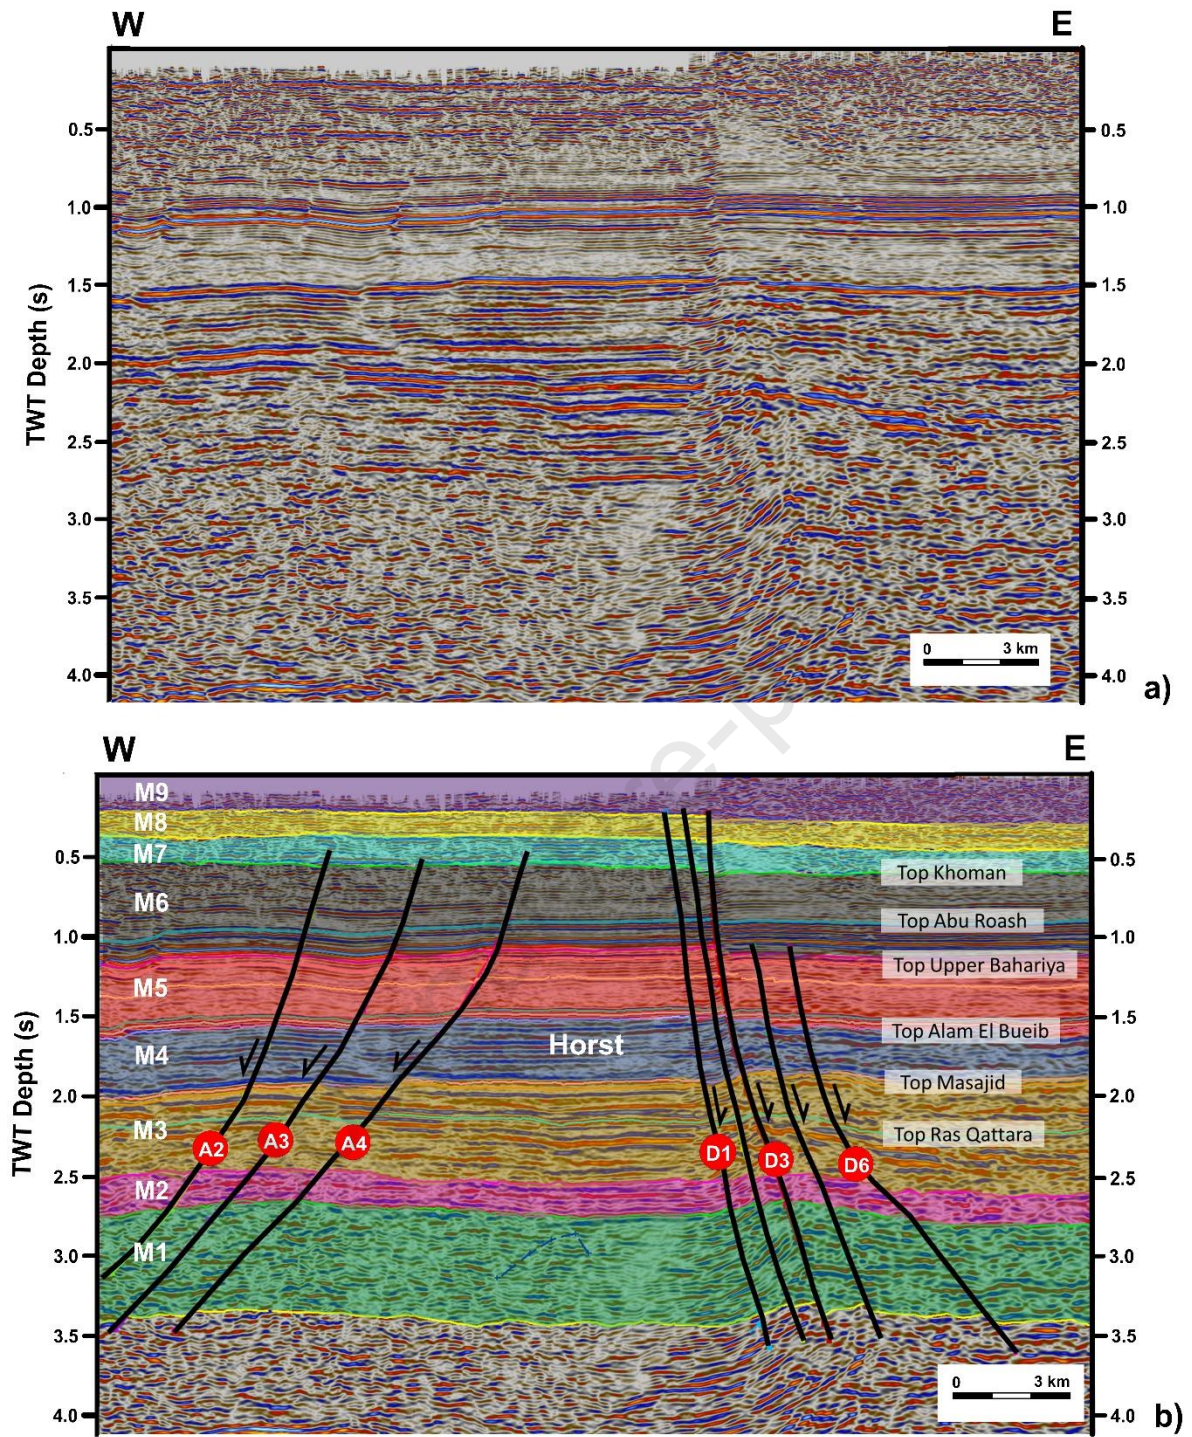 W E
TWT Depth (s)
0.5 0.5
1.0 1.0
1.5 1.5
2.0 2.0
2.5 2.5
3.0 3.0
3.5 3.5
4.0 4.0
0 3 km
a)
W E
TWT Depth (s)
M9
M8
M7
0.5 0.5
Top Khoman
M6
Top Abu Roash
1.0 1.0
Top Upper Bahariya
M5
1.5 1.5
Top Alam El Bueib
M4
Horst
Top Masajid
2.0 2.0
M3
Top Ras Qattara
A2 A3 A4 D1 D3 D6
2.5 2.5
M2
M1
3.0 3.0
3.5 3.5
0 3 km
4.0 4.0
b)